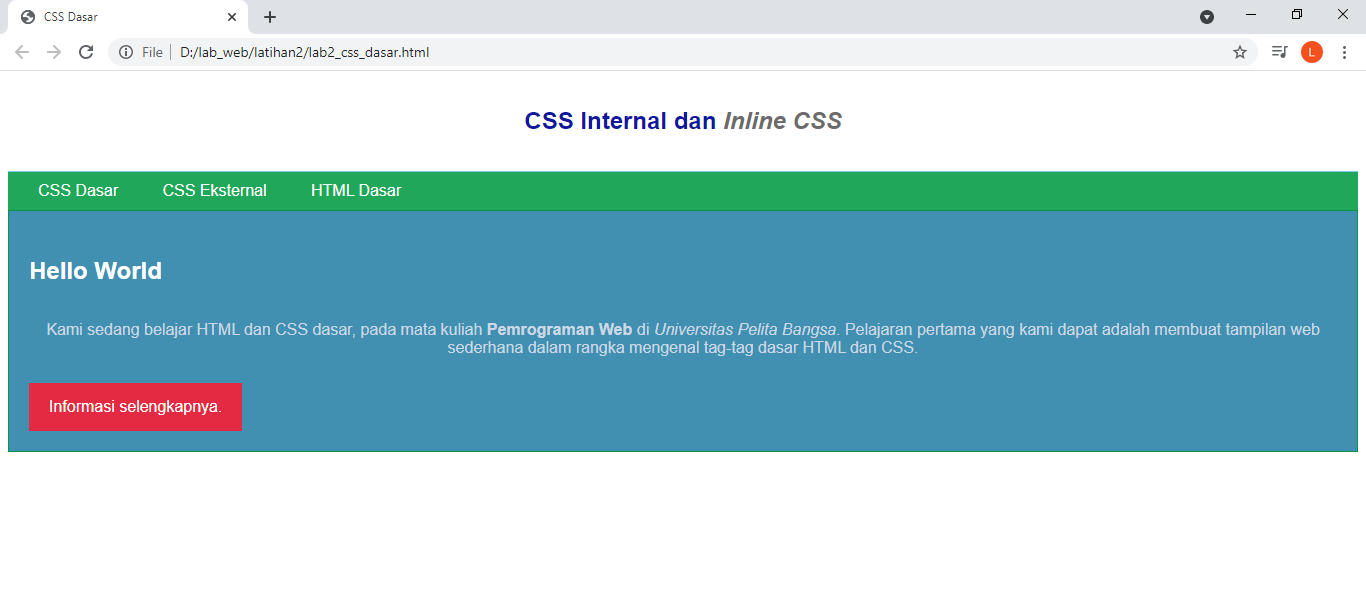 CSS Dasar
File D:/lab_web/latihan2/lab2_css_dasar.html
L
CSS Internal dan Inline CSS
CSS Dasar CSS Eksternal HTML Dasar
Hello World
Kami sedang belajar HTML dan CSS dasar, pada mata kuliah Pemrograman Web di Universitas Pelita Bangsa. Pelajaran pertama yang kami dapat adalah membuat tampilan web
sederhana dalam rangka mengenal tag-tag dasar HTML dan CSS.
Informasi selengkapnya.